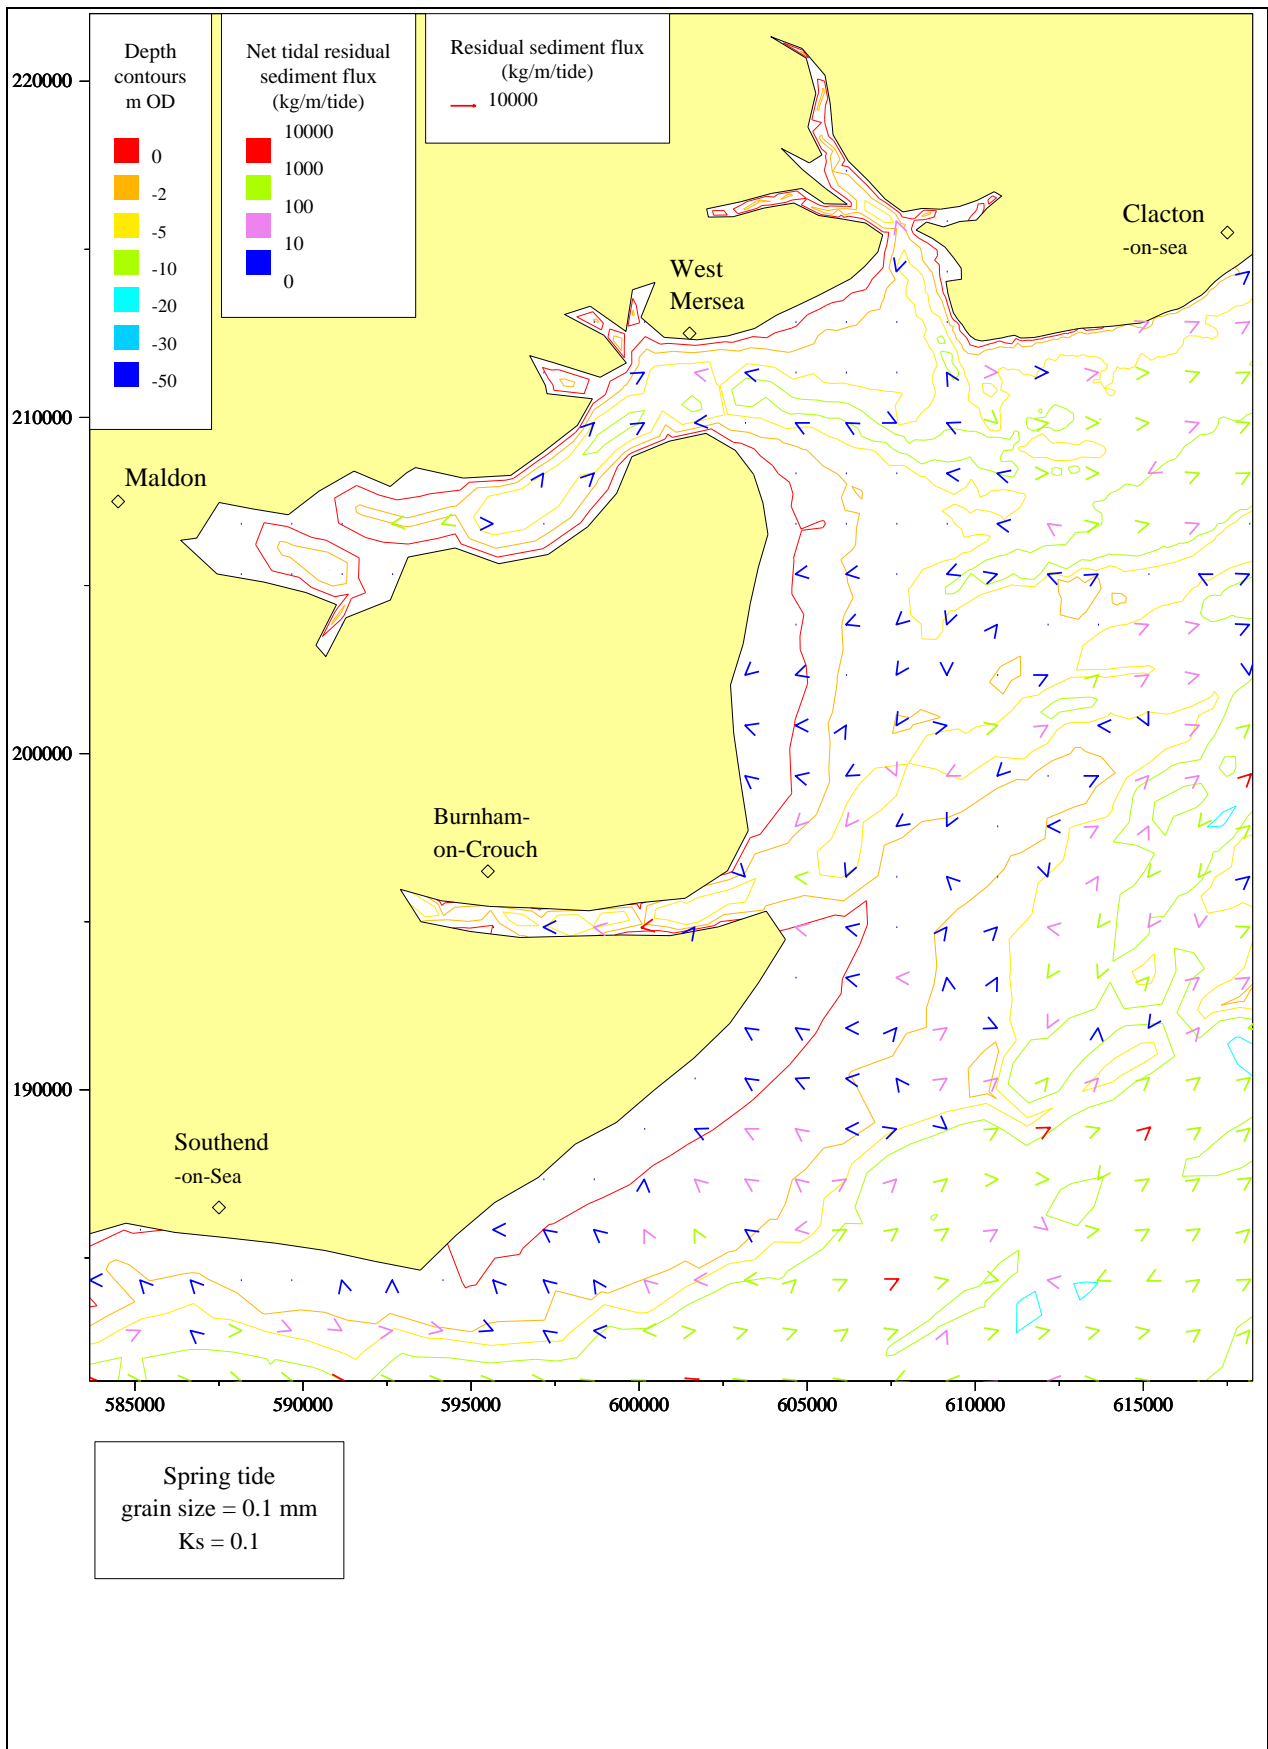 Depth
contours
m OD
0
-2
-5
-10
-20
-30
-50
Net tidal residual
sediment flux
(kg/m/tide)
10000
1000
100
10
0
Residual sediment flux
(kg/m/tide)
10000
220000
210000
200000
190000
Clacton
-on-sea
West
Mersea
Maldon
Burnham-
on-Crouch
Southend
-on-Sea
585000
590000
595000
600000
605000
610000
615000
Spring tide
grain size = 0.1 mm
Ks = 0.1